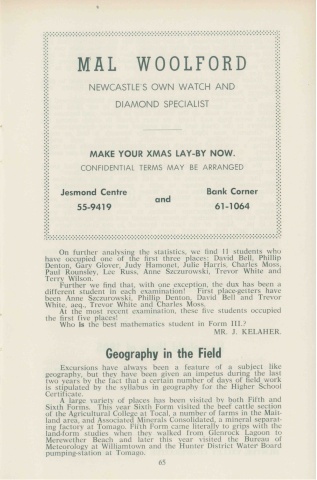 MAL WOOLFORD
NEWCASTLE'S OWN WATCH AND
DIAMOND SPECIALIST
MAKE YOUR XMAS LAY-BY NOW.
CONFIDENTIAL TERMS MAY BE ARRANGED
Jesmond Centre
55-9419
and
Bank Corner
61-1064
On further analysing the statistics, we find 11 students who
have occupied one of the first three places: David Bell, Phillip
Denton, Gary Glover, Judy Hamonet, Julie Harris, Charles Moss,
Paul Rounsley, Lee Russ, Anne Szczurowski, Trevor White and
Terry Wilson.
Further we find that, with one exception, the dux has been a
different student in each examination! First place-getters have
been Anne Szczurowski, Phillip Denton, David Bell and Trevor
White, aeq., Trevor White and Charles Moss.
At the most recent examination, these five students occupied
the first five places!
Who is the best mathematics student in Form III.?
MR. J. KELAHER.
Geography in the Field
Excursions have always been a feature of a subject like
geography, but they have been given an impetus during the last
two years by the fact that a certain number of days of field work
is stipulated by the syllabus in geography for the Higher School
Certificate.
A large variety of places has been visited by both Fifth and
Sixth Forms. This year Sixth Form visited the beef cattle section
of the Agricultural College at Tocal, a number of farms in the Mait-
land area, and Associated Minerals Consolidated, a mineral separat-
ing factory at Tomago. Fifth Form came literally to grips with the
land-form studies when they walked from Glenrock Lagoon to
Merewether Beach and later this year visited the Bureau of
Meteorology at Williamtown and the Hunter District Water Board
pumping-station at Tomago.
65